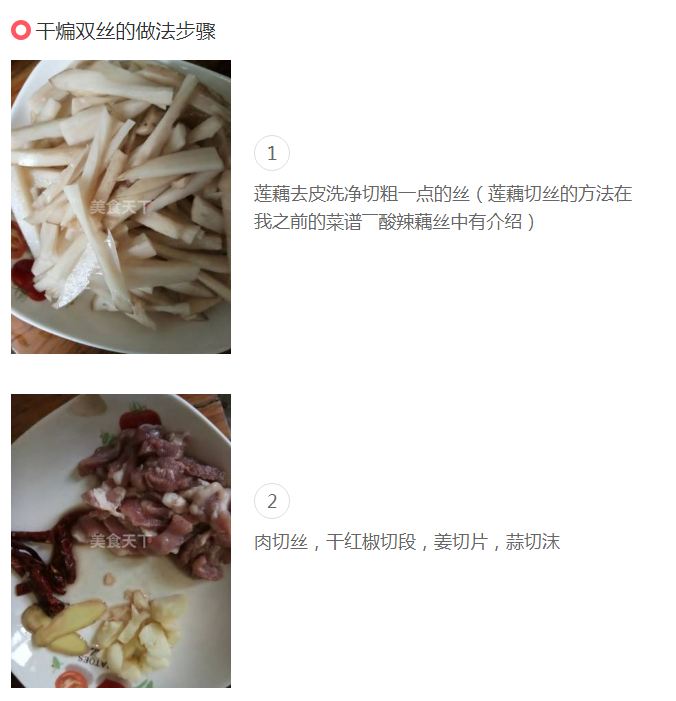 干煸双丝的做法步骤
美食天下
1
莲藕去皮洗净切粗一点的丝（莲藕切丝的方法在
我之前的菜谱￣酸辣藕丝中有介绍）
美食天下
2
肉切丝，干红椒切段，姜切片，蒜切沫
ATOES